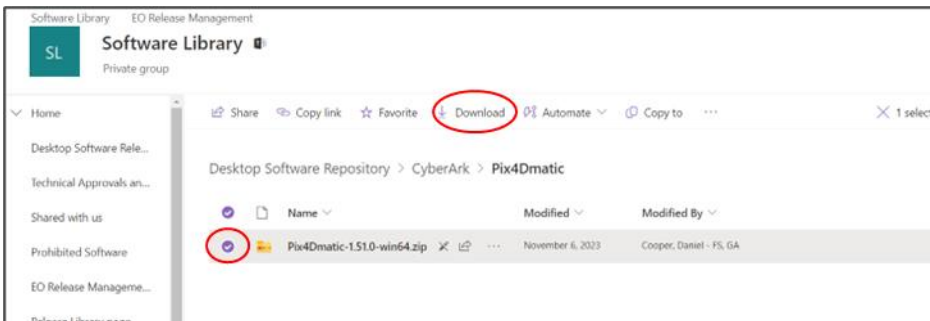 Software Library EO Release Management
SL
Software Library
Private group
Home
Share Copy link Favorite Download Automate Copy to ... 1 select
Desktop Software Rele...
Desktop Software Repository > CyberArk > Pix4Dmatic
Technical Approvals an...
Shared with us
Name Modified Modified By
Prohibited Software
Pix4Dmatic-1.51.0-win64.zip ... November 6, 2023 Cooper, Daniel - FS, GA
EO Release Manageme...